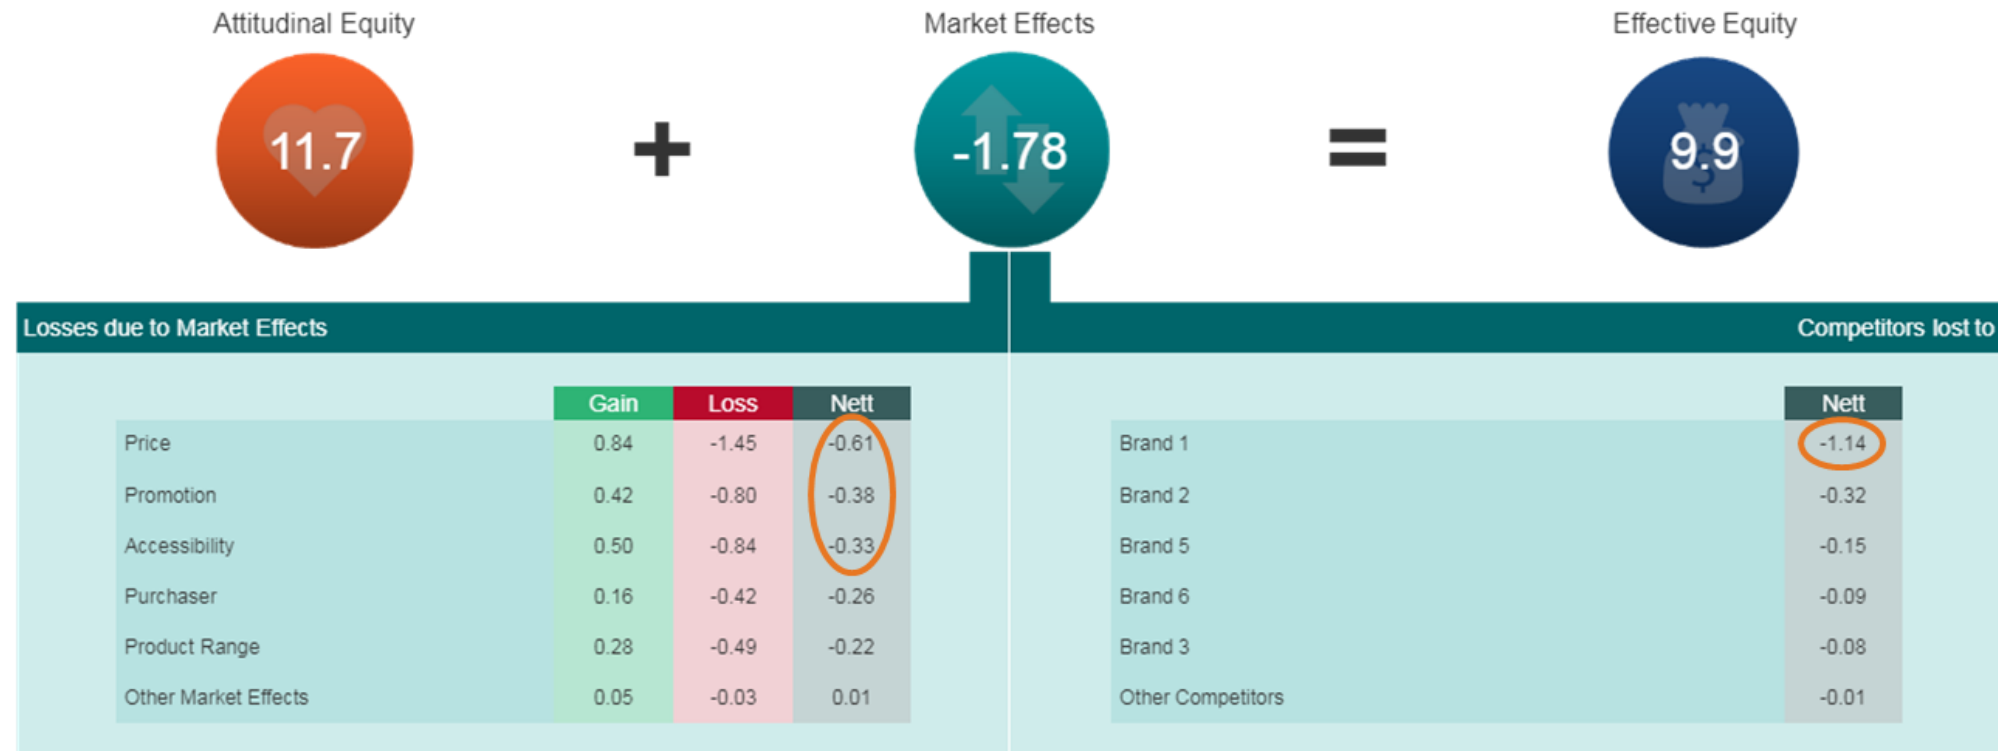 Attitudinal Equity
Market Effects
Effective Equity
11.7
+
-1.78
=
9.9
$
Losses due to Market Effects
Gain Loss Nett
Price 0.84 -1.45 -0.61
Promotion 0.42 -0.80 -0.38
Accessibility 0.50 -0.84 -0.33
Purchaser 0.16 -0.42 -0.26
Product Range 0.28 -0.49 -0.22
Other Market Effects 0.05 -0.03 0.01
Competitors lost to
Nett
Brand 1 -1.14
Brand 2 -0.32
Brand 5 -0.15
Brand 6 -0.09
Brand 3 -0.08
Other Competitors -0.01